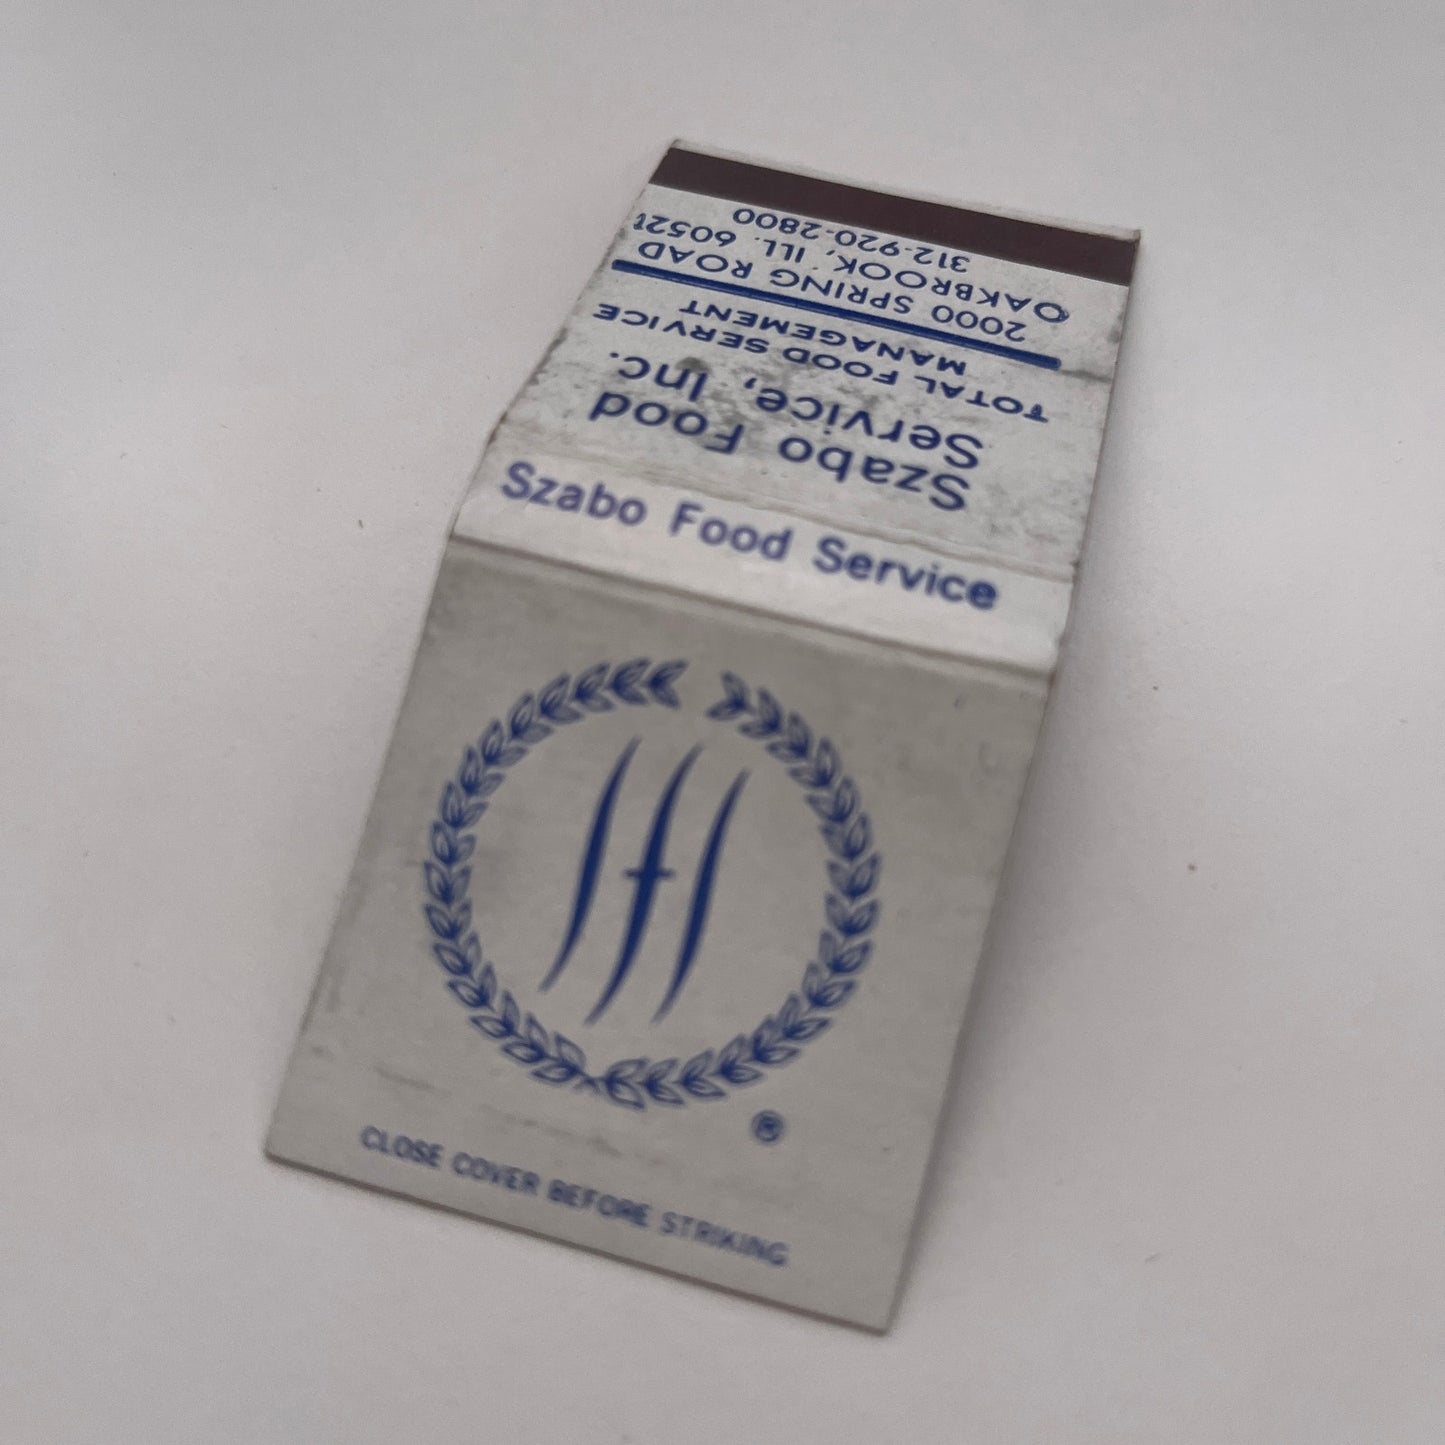 Szabo Food
Service, Inc.
TOTAL FOOD SERVICE
MANAGEMENT
2000 SPRING ROAD
OAKBROOK, ILL. 60521
312-920-2800
Szabo Food Service
sfs
®
CLOSE COVER BEFORE STRIKING